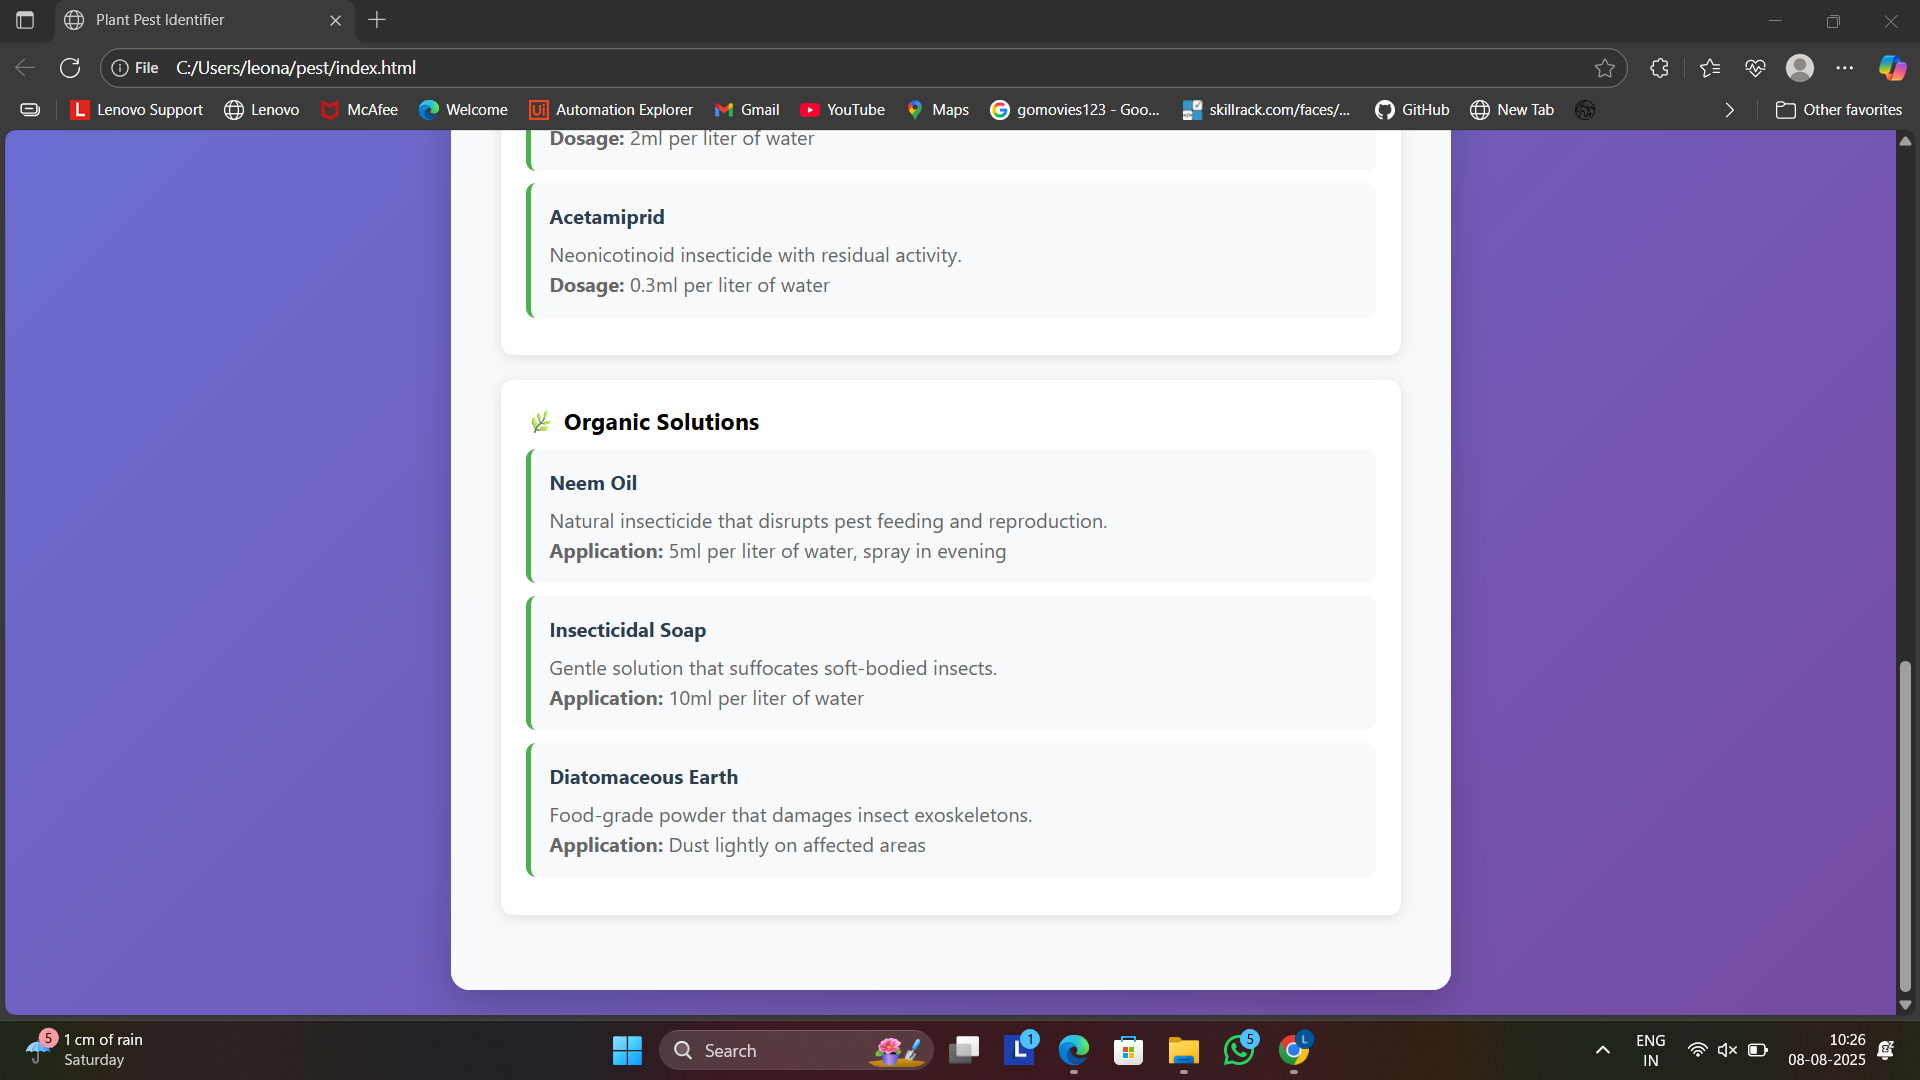 Plant Pest Identifier
File C:/Users/leona/pest/index.html
Lenovo Support Lenovo McAfee Welcome Ui Automation Explorer Gmail YouTube Maps gomovies123 - Goo... skillrack.com/faces/... GitHub New Tab Other favorites
Dosage: 2ml per liter of water
Acetamiprid
Neonicotinoid insecticide with residual activity.
Dosage: 0.3ml per liter of water
Organic Solutions
Neem Oil
Natural insecticide that disrupts pest feeding and reproduction.
Application: 5ml per liter of water, spray in evening
Insecticidal Soap
Gentle solution that suffocates soft-bodied insects.
Application: 10ml per liter of water
Diatomaceous Earth
Food-grade powder that damages insect exoskeletons.
Application: Dust lightly on affected areas
5 1 cm of rain
Saturday
Search
L 1
5
L
ENG
IN
10:26
08-08-2025